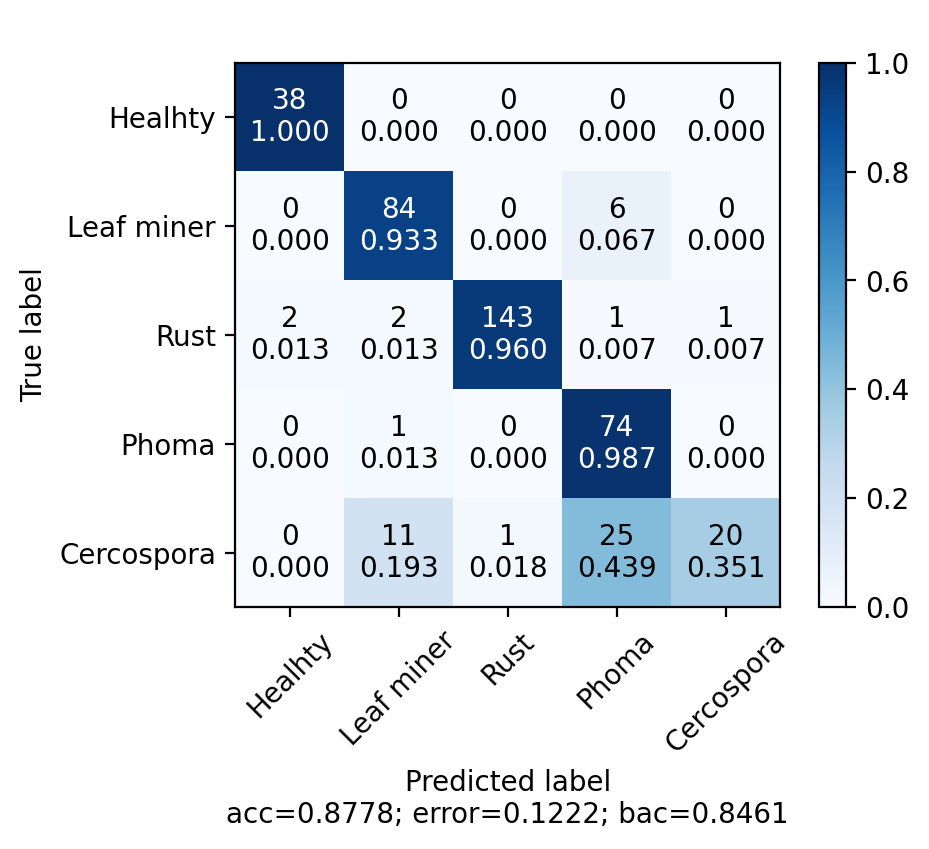 1.0
Healhty 38 0 0 0 0
1.000 0.000 0.000 0.000 0.000
0.8
Leaf miner 0 84 0 6 0
0.000 0.933 0.000 0.067 0.000
0.6
True label
Rust 2 2 143 1 1
0.013 0.013 0.960 0.007 0.007
0.4
Phoma 0 1 0 74 0
0.000 0.013 0.000 0.987 0.000
0.2
Cercospora 0 11 1 25 20
0.000 0.193 0.018 0.439 0.351
0.0
Healhty Leaf miner Rust Phoma Cercospora
Predicted label
acc=0.8778; error=0.1222; bac=0.8461